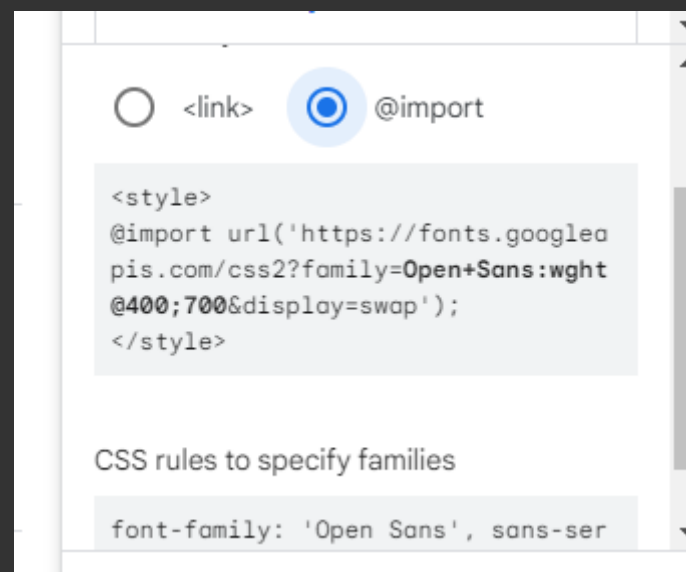 <link>
@import
<style>
@import url('https://fonts.googlea
pis.com/css2?family=Open+Sans:wght
@400;700&display=swap');
</style>
CSS rules to specify families
font-family: 'Open Sans', sans-ser